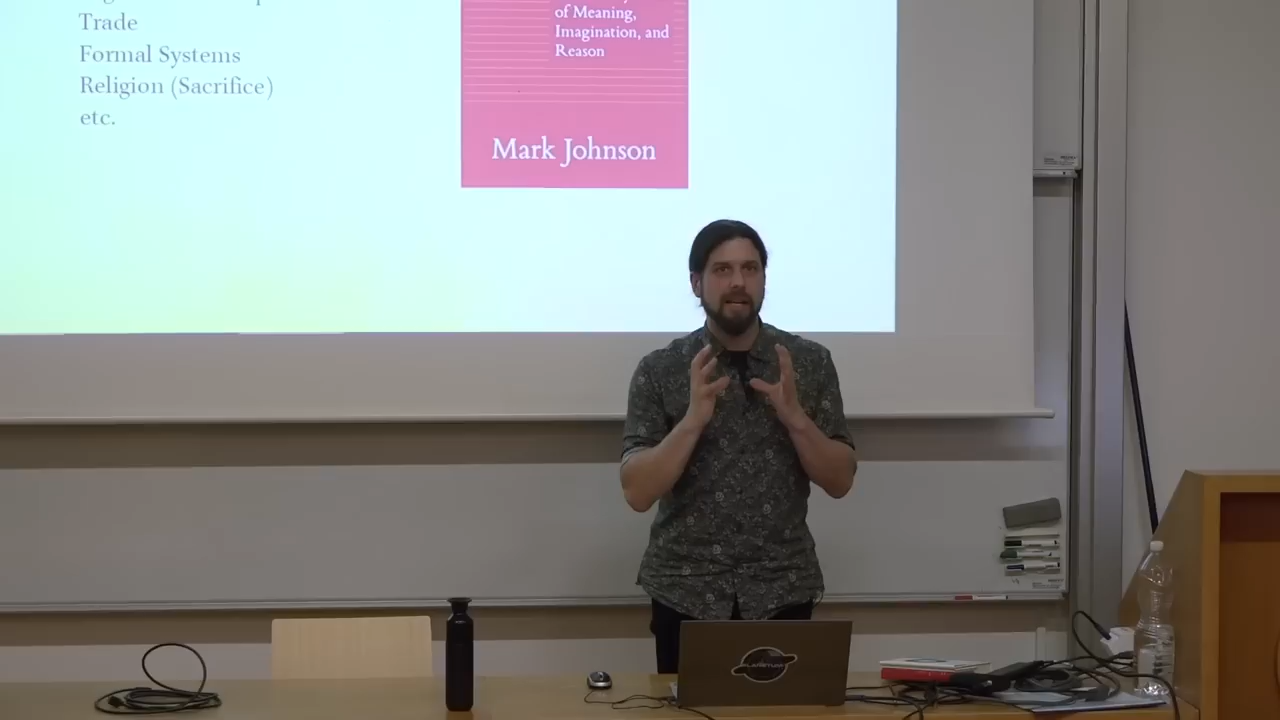 Trade
Formal Systems
Religion (Sacrifice)
etc.
of Meaning,
Imagination, and
Reason
Mark Johnson